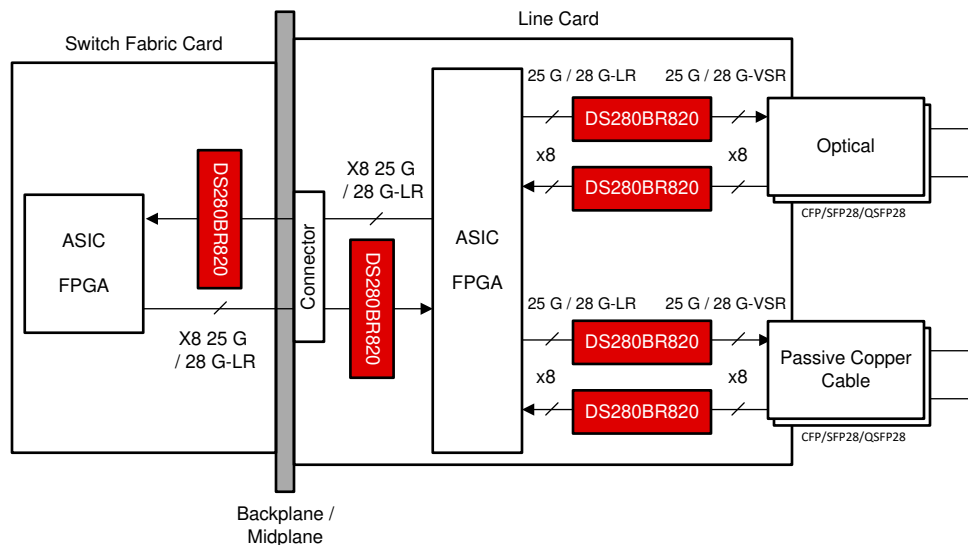 Line Card
Switch Fabric Card
25 G / 28 G-LR
25 G / 28 G-VSR
DS280BR820
Optical
x8
x8
DS280BR820
CFP/SFP28/QSFP28
DS280BR820
X8 25 G
/ 28 G-LR
ASIC
FPGA
X8 25 G
/ 28 G-LR
Connector
DS280BR820
ASIC
FPGA
25 G / 28 G-LR
25 G / 28 G-VSR
DS280BR820
Passive Copper
Cable
x8
x8
DS280BR820
CFP/SFP28/QSFP28
Backplane /
Midplane